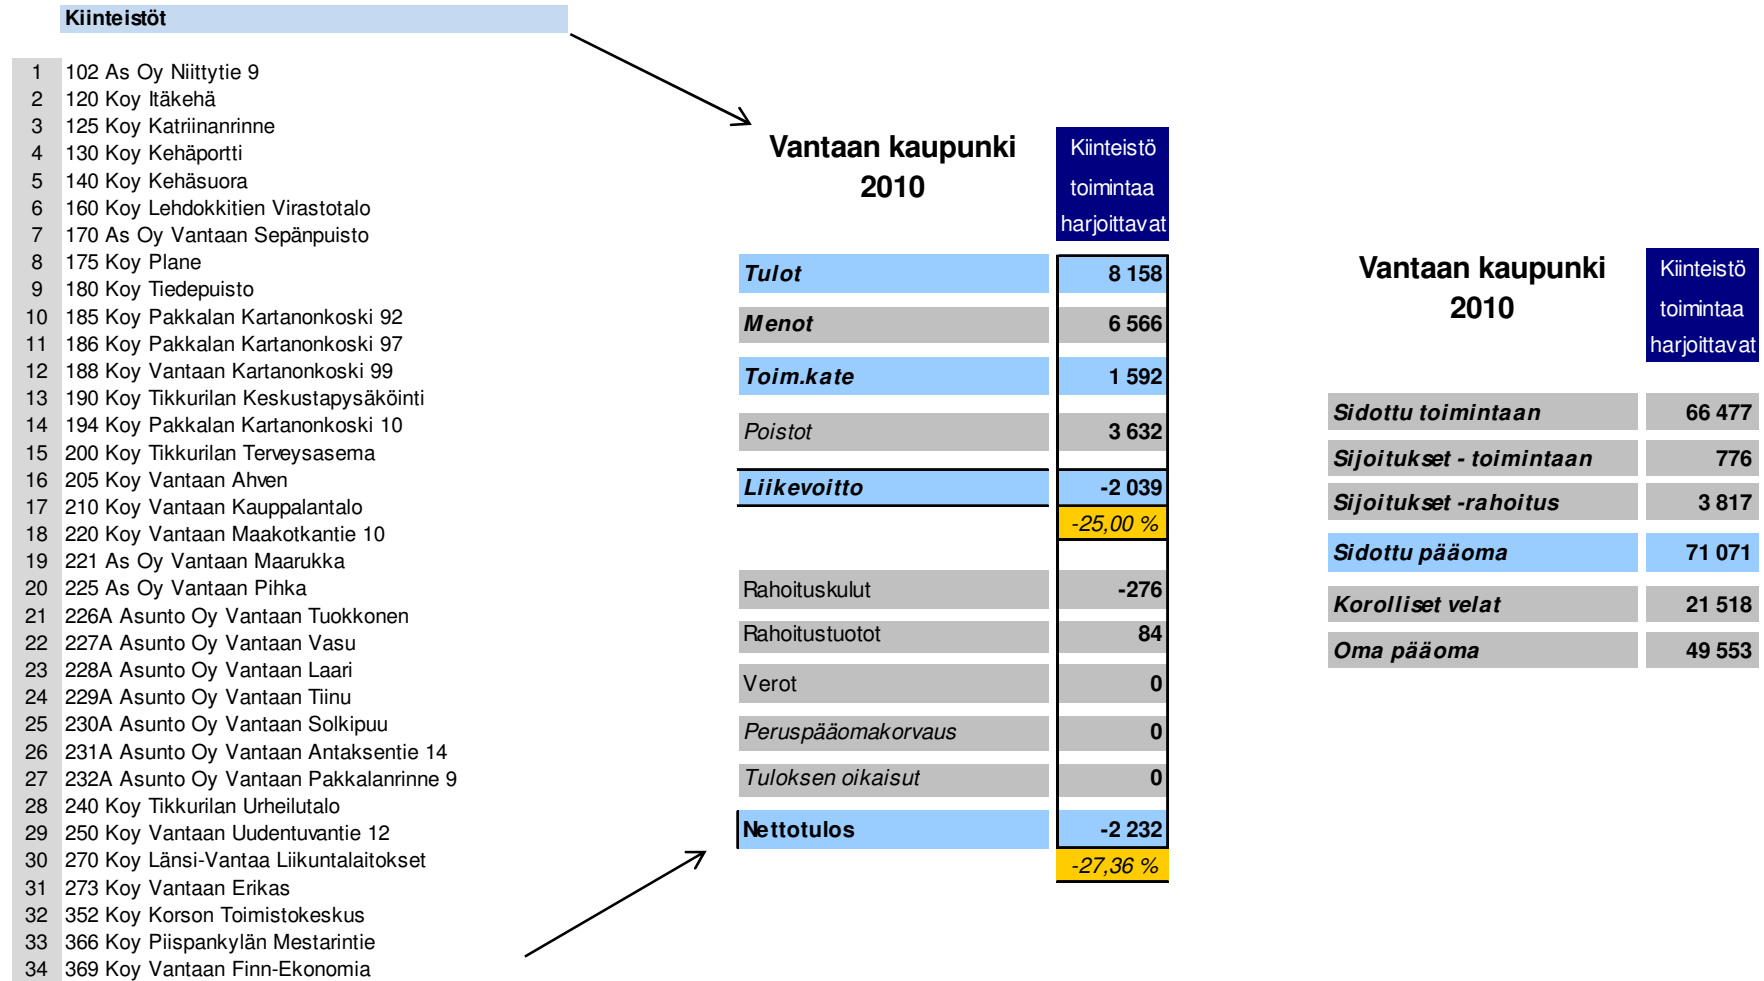 Kiinteistöt
1 102 As Oy Niittytie 9
2 120 Koy Itäkehä
3 125 Koy Katriinanrinne
4 130 Koy Kehäportti
5 140 Koy Kehäsuora
6 160 Koy Lehdokkitien Virastotalo
7 170 As Oy Vantaan Sepänpuisto
8 175 Koy Plane
9 180 Koy Tiedepuisto
10 185 Koy Pakkalan Kartanonkoski 92
11 186 Koy Pakkalan Kartanonkoski 97
12 188 Koy Vantaan Kartanonkoski 99
13 190 Koy Tikkurilan Keskustapysäköinti
14 194 Koy Pakkalan Kartanonkoski 10
15 200 Koy Tikkurilan Terveysasema
16 205 Koy Vantaan Ahven
17 210 Koy Vantaan Kauppalantalo
18 220 Koy Vantaan Maakotkantie 10
19 221 As Oy Vantaan Maarukka
20 225 As Oy Vantaan Pihka
21 226A Asunto Oy Vantaan Tuokkonen
22 227A Asunto Oy Vantaan Vasu
23 228A Asunto Oy Vantaan Laari
24 229A Asunto Oy Vantaan Tiinu
25 230A Asunto Oy Vantaan Solkipuu
26 231A Asunto Oy Vantaan Antaksentie 14
27 232A Asunto Oy Vantaan Pakkalanrinne 9
28 240 Koy Tikkurilan Urheilutalo
29 250 Koy Vantaan Uudentuvantie 12
30 270 Koy Länsi-Vantaa Liikuntalaitokset
31 273 Koy Vantaan Erikas
32 352 Koy Korson Toimistokeskus
33 366 Koy Piispankylän Mestarintie
34 369 Koy Vantaan Finn-Ekonomia
Vantaan kaupunki
2010
Kiinteistö
toimintaa
harjoittavat
Tulot 8 158
Menot 6 566
Toim.kate 1 592
Poistot 3 632
Liikevoitto -2 039
-25,00 %
Rahoituskulut -276
Rahoitustuotot 84
Verot 0
Peruspääomakorvaus 0
Tuloksen oikaisut 0
Nettotulos -2 232
-27,36 %
Vantaan kaupunki
2010
Kiinteistö
toimintaa
harjoittavat
Sidottu toimintaan 66 477
Sijoitukset - toimintaan 776
Sijoitukset -rahoitus 3 817
Sidottu pääoma 71 071
Korolliset velat 21 518
Oma pääoma 49 553